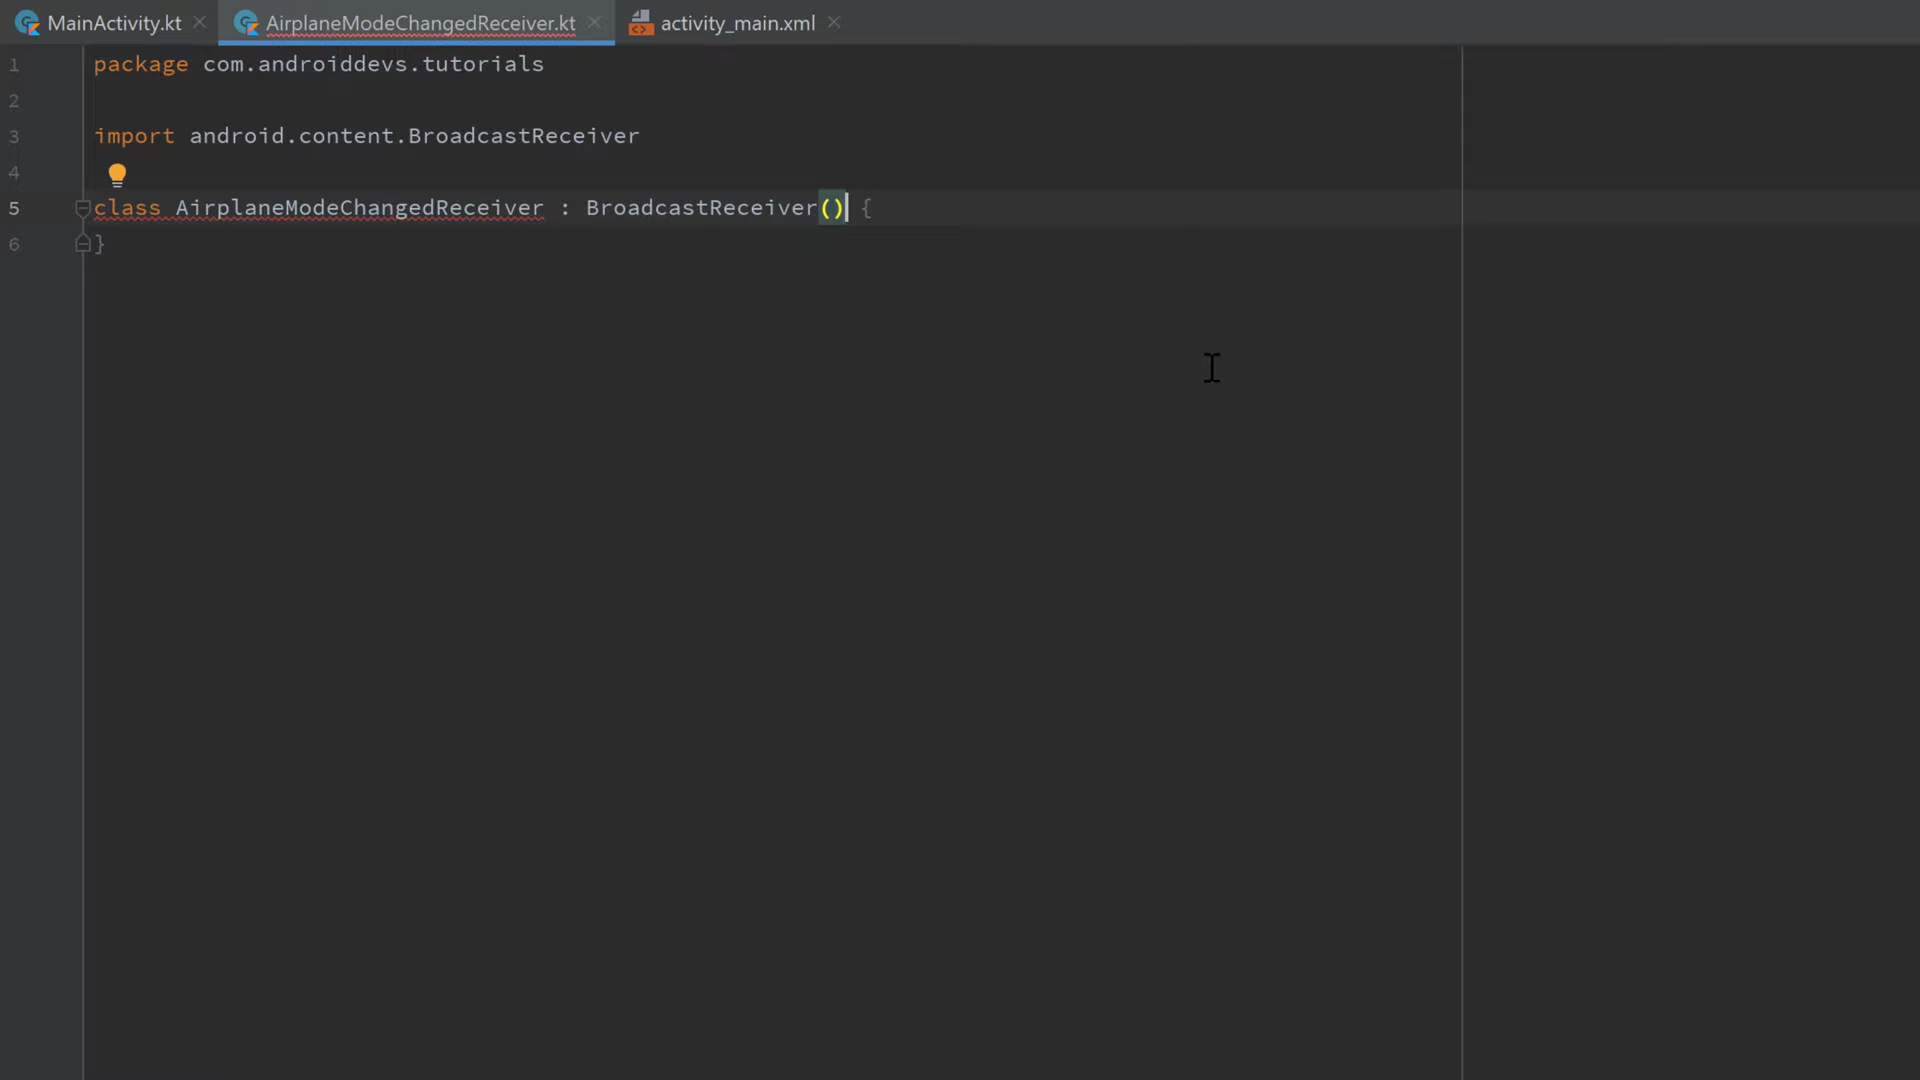 MainActivity.kt AirplaneModeChangedReceiver.kt activity_main.xml
1 package com.androiddevs.tutorials
2
3 import android.content.BroadcastReceiver
4
5 class AirplaneModeChangedReceiver : BroadcastReceiver() {
6 }